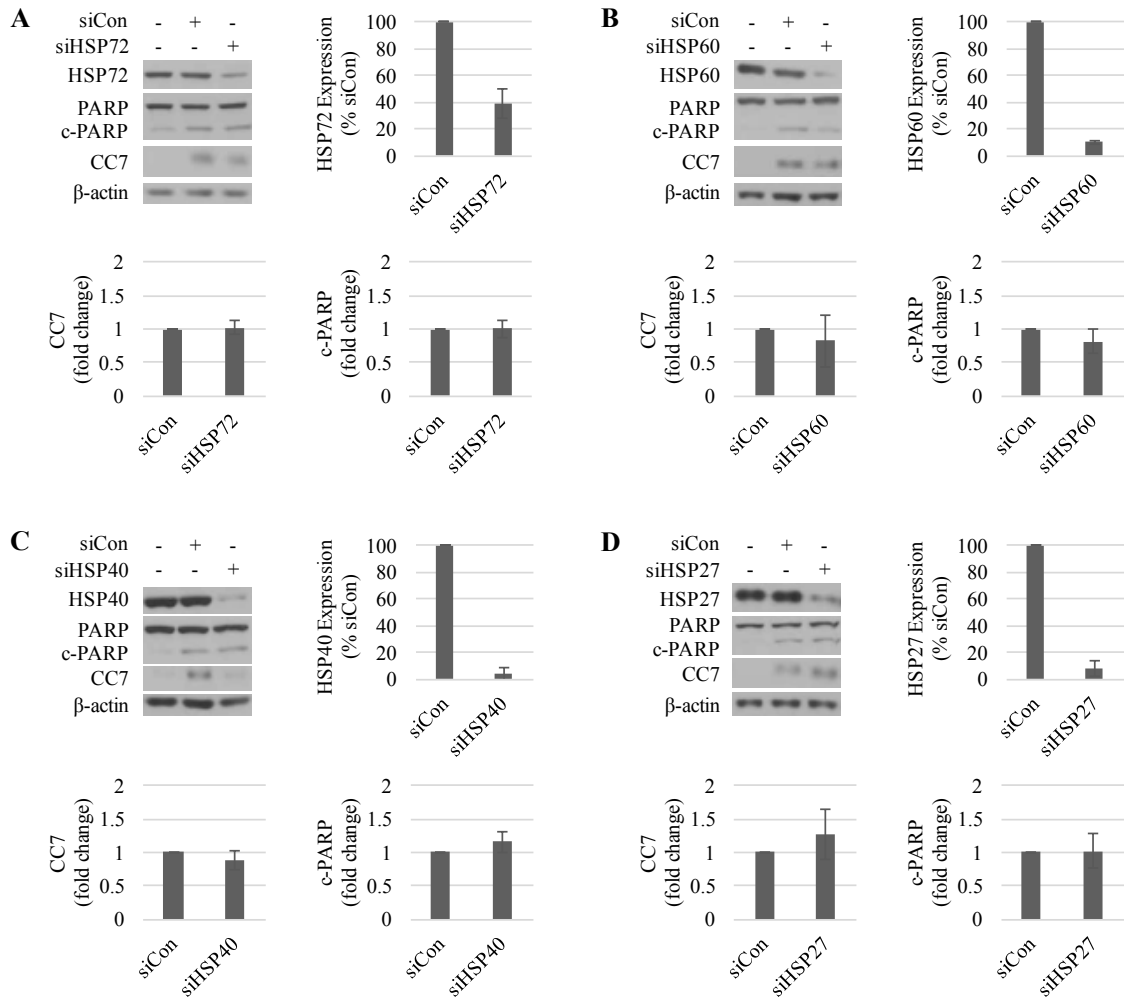 A
siCon - + -
siHSP72 - - +
HSP72
PARP
c-PARP
CC7
β-actin
HSP72 Expression
(% siCon)
100
80
60
40
20
0
siCon
siHSP72
CC7
(fold change)
2
1.5
1
0.5
0
siCon
siHSP72
c-PARP
(fold change)
2
1.5
1
0.5
0
siCon
siHSP72
B
siCon - + -
siHSP60 - - +
HSP60
PARP
c-PARP
CC7
β-actin
HSP60 Expression
(% siCon)
100
80
60
40
20
0
siCon
siHSP60
CC7
(fold change)
2
1.5
1
0.5
0
siCon
siHSP60
c-PARP
(fold change)
2
1.5
1
0.5
0
siCon
siHSP60
C
siCon - + -
siHSP40 - - +
HSP40
PARP
c-PARP
CC7
β-actin
HSP40 Expression
(% siCon)
100
80
60
40
20
0
siCon
siHSP40
CC7
(fold change)
2
1.5
1
0.5
0
siCon
siHSP40
c-PARP
(fold change)
2
1.5
1
0.5
0
siCon
siHSP40
D
siCon - + -
siHSP27 - - +
HSP27
PARP
c-PARP
CC7
β-actin
HSP27 Expression
(% siCon)
100
80
60
40
20
0
siCon
siHSP27
CC7
(fold change)
2
1.5
1
0.5
0
siCon
siHSP27
c-PARP
(fold change)
2
1.5
1
0.5
0
siCon
siHSP27